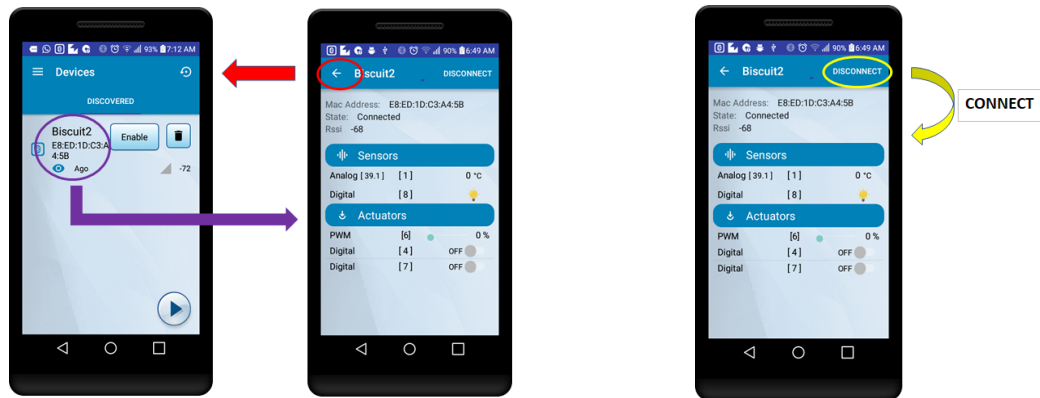 93% 7:12 AM
Devices
DISCOVERED
Biscuit2
E8:ED:1D:C3:A
4:5B
Enable
Ago
-72
90% 6:49 AM
Biscuit2 DISCONNECT
Mac Address: E8:ED:1D:C3:A4:5B
State: Connected
Rssi -68
Sensors
Analog [ 39.1 ] [ 1 ] 0 °C
Digital [ 8 ]
Actuators
PWM [6] 0 %
Digital [ 4 ] OFF
Digital [ 7 ] OFF
90% 6:49 AM
Biscuit2 DISCONNECT
Mac Address: E8:ED:1D:C3:A4:5B
State: Connected
Rssi -68
Sensors
Analog [ 39.1 ] [ 1 ] 0 °C
Digital [ 8 ]
Actuators
PWM [6] 0 %
Digital [ 4 ] OFF
Digital [ 7 ] OFF
CONNECT